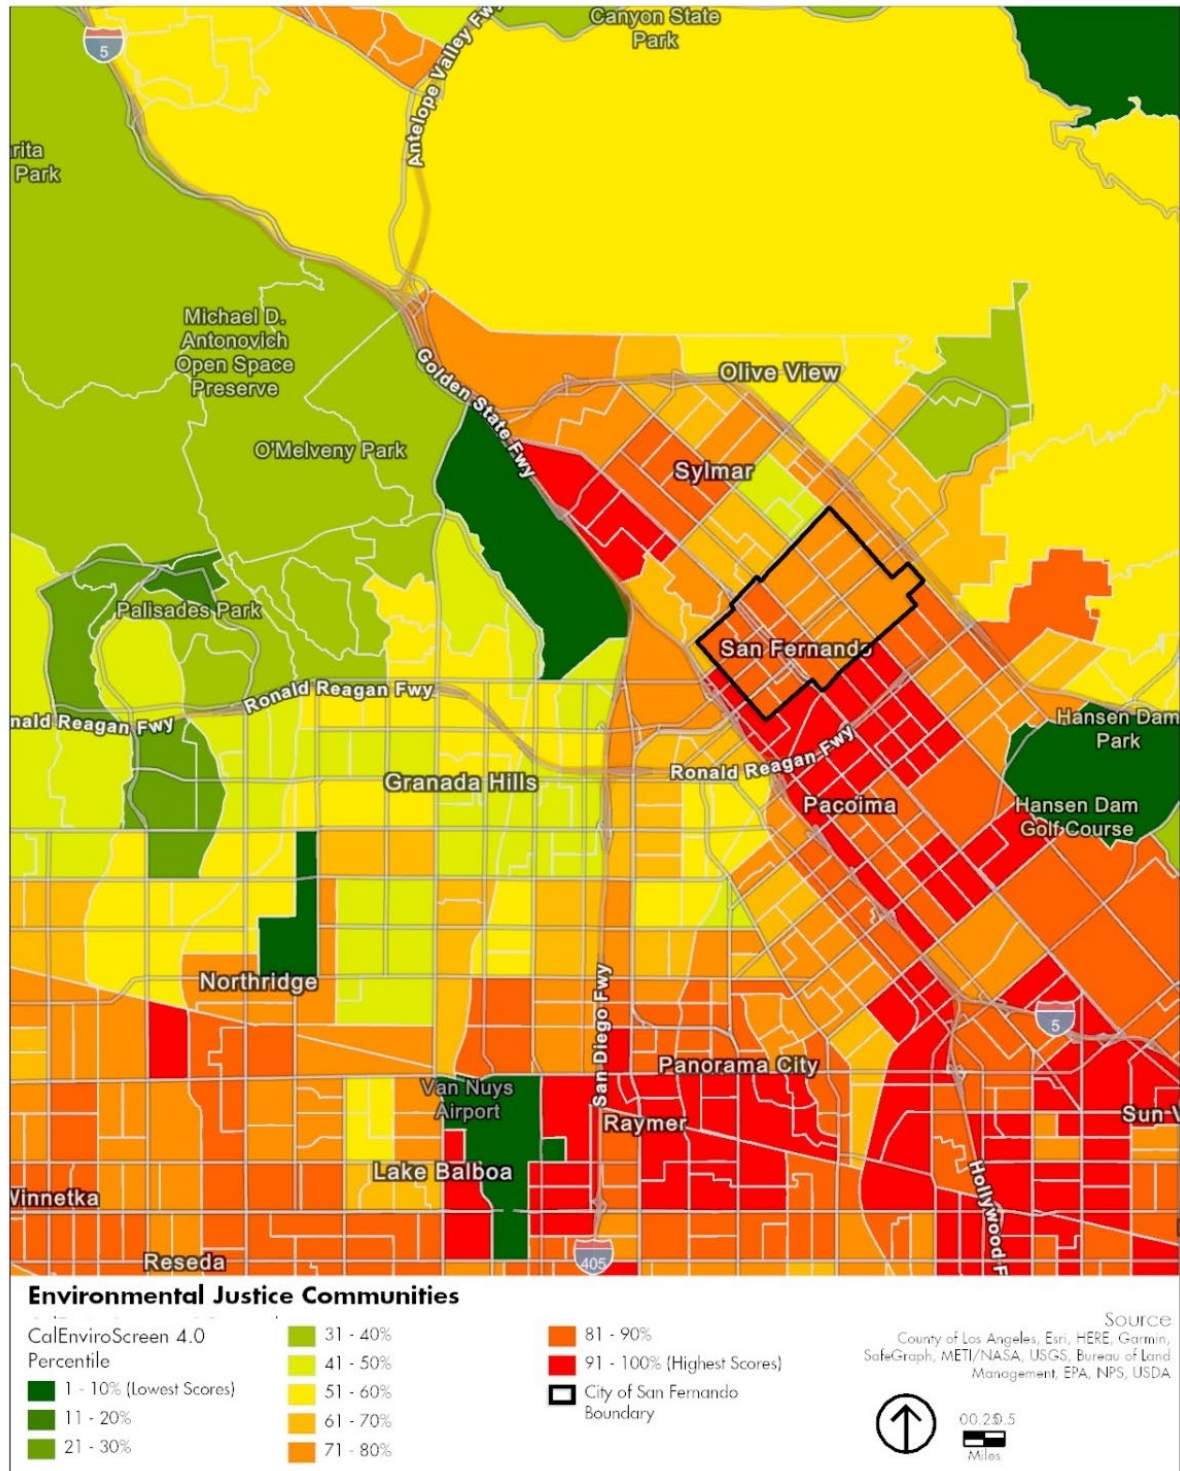 Canyon State
Park
5
Antelope Valley Fwy
rita
Park
Michael D.
Antonovich
Open Space
Preserve
Golden State Fwy
Olive View
O'Melveny Park
Sylmar
Palisades Park
San Fernando
Ronald Reagan Fwy
nald Reagan Fwy
Hansen Dam
Park
Ronald Reagan Fwy
Granada Hills
Pacoima
Hansen Dam
Golf Course
Northridge
San Diego Fwy
5
Panorama City
Van Nuys
Airport
Raymer
Sun V
Lake Balboa
Hollywood F
Winnetka
Reseda
405
Environmental Justice Communities
CalEnviroScreen 4.0
Percentile
1 - 10% (Lowest Scores)
11 - 20%
21 - 30%
31 - 40%
41 - 50%
51 - 60%
61 - 70%
71 - 80%
81 - 90%
91 - 100% (Highest Scores)
City of San Fernando
Boundary
Source
County of Los Angeles, Esri, HERE, Garmin,
SafeGraph, METI/NASA, USGS, Bureau of Land
Management, EPA, NPS, USDA
Miles